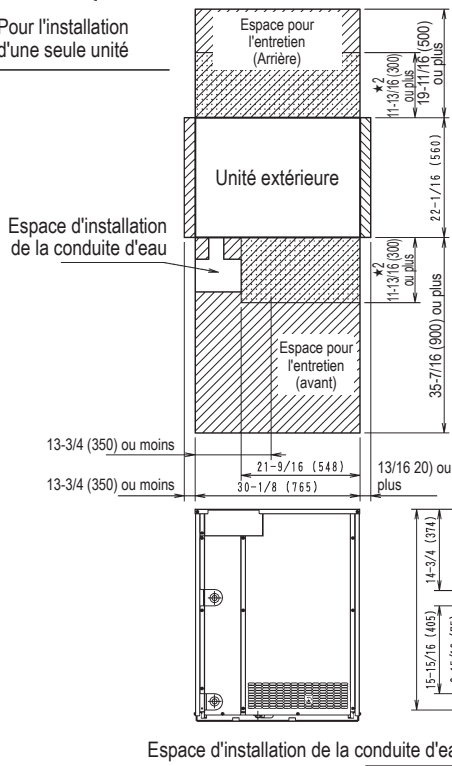 Pour l'installation
d'une seule unité
Espace pour
l'entretien
(Arrière)
★2
11-13/16 (300)
ou plus
19-11/16 (500)
ou plus
Unité extérieure
22-1/16 (560)
Espace d'installation
de la conduite d'eau
★2
11-13/16 (300)
ou plus
35-7/16 (900) ou plus
Espace pour
l'entretien
(avant)
13-3/4 (350) ou moins
21-9/16 (548)
13/16 20) ou
plus
13-3/4 (350) ou moins
30-1/8 (765)
14-3/4 (374)
15-15/16 (405)
Espace d'installation de la conduite d'ea